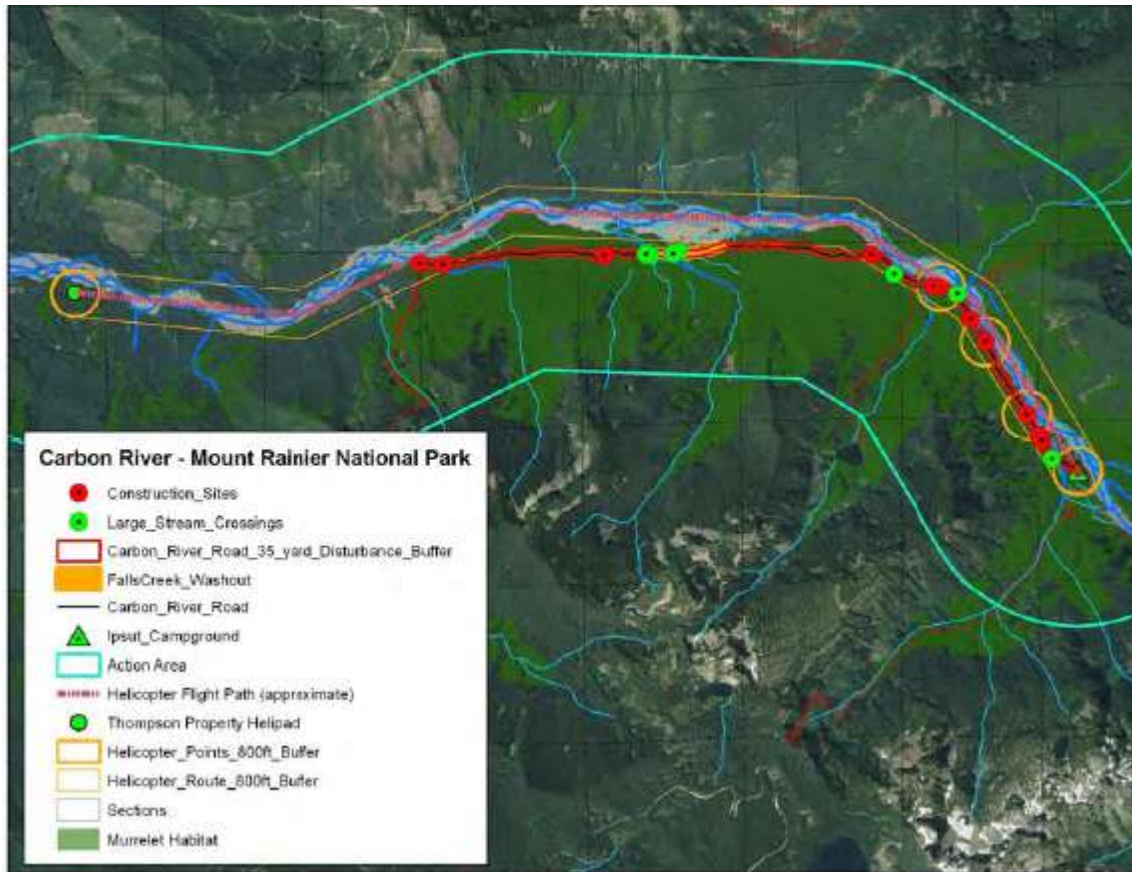 Carbon River - Mount Rainier National Park
Construction_Sites
Large_Stream_Crossings
Carbon_River_Road_35_yard_Disturbance_Buffer
FallsCreek_Washout
Carbon_River_Road
Ipsut_Campground
Action Area
Helicopter Flight Path (approximate)
Thompson Property Helipad
Helicopter_Points_800ft_Buffer
Helicopter_Route_800ft_Buffer
Sections
Murrelet Habitat